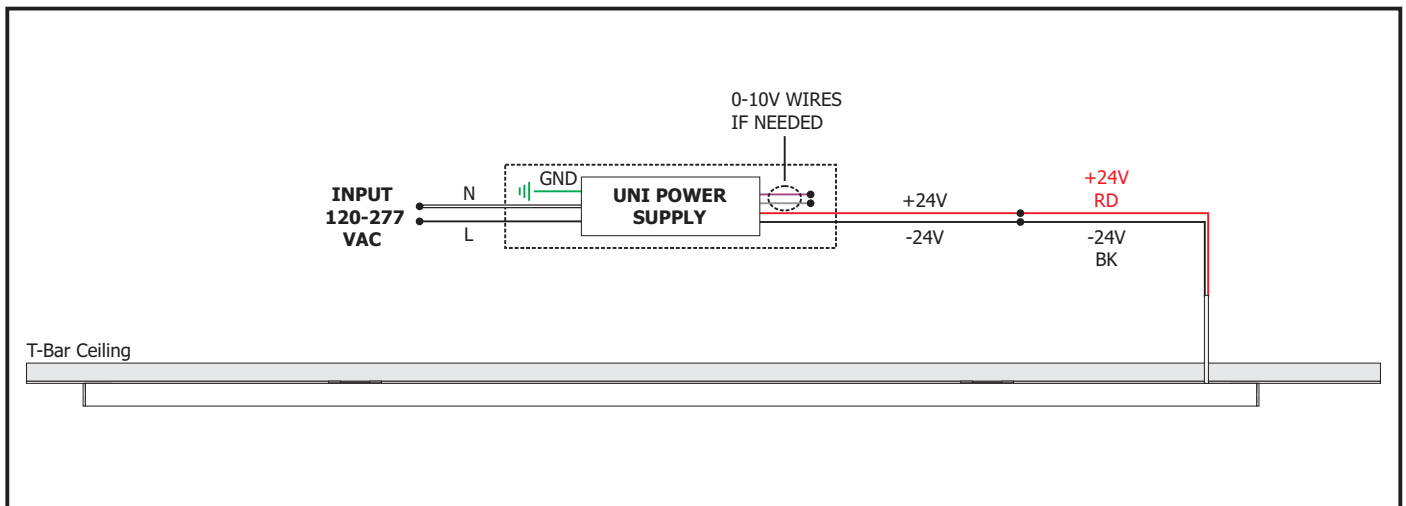 0-10V WIRES
IF NEEDED
INPUT
120-277
VAC
N
L
GND
UNI POWER
SUPPLY
+24V
-24V
+24V
RD
-24V
BK
T-Bar Ceiling